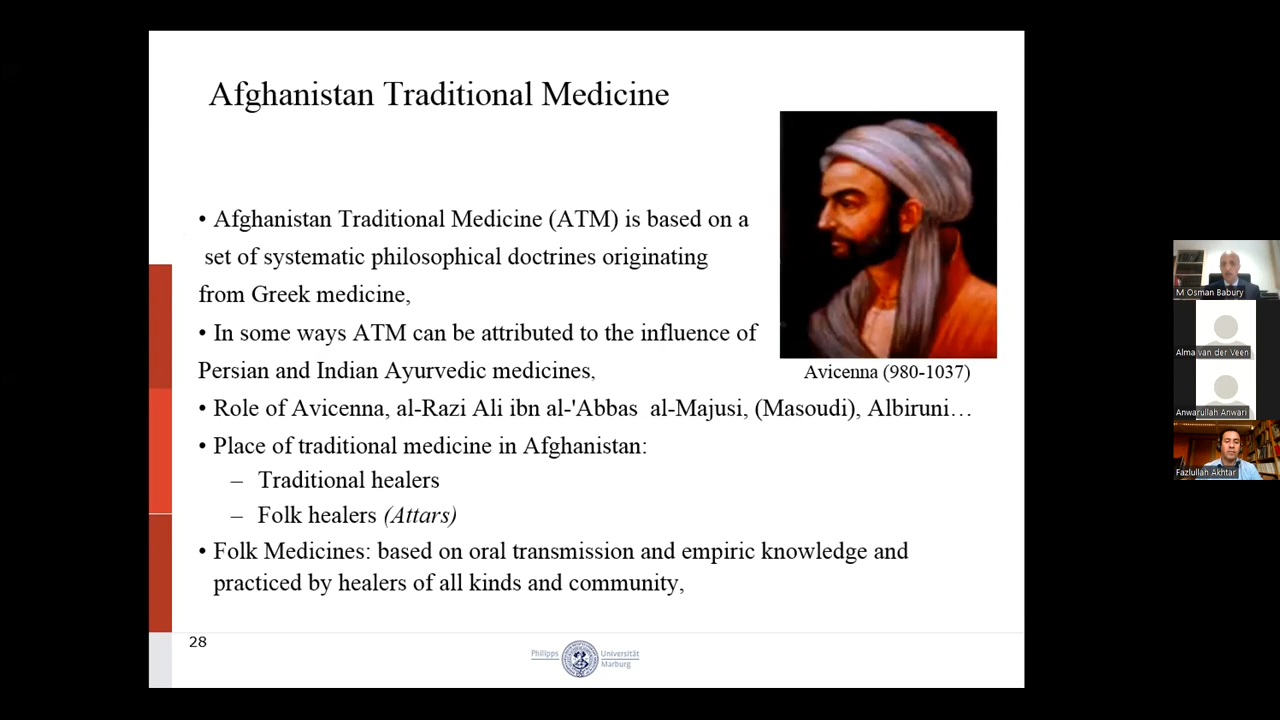 Afghanistan Traditional Medicine
• Afghanistan Traditional Medicine (ATM) is based on a
set of systematic philosophical doctrines originating
from Greek medicine,
• In some ways ATM can be attributed to the influence of
Persian and Indian Ayurvedic medicines,
Avicenna (980-1037)
• Role of Avicenna, al-Razi Ali ibn al-'Abbas al-Majusi, (Masoudi), Albiruni…
• Place of traditional medicine in Afghanistan:
– Traditional healers
– Folk healers (Attars)
• Folk Medicines: based on oral transmission and empiric knowledge and
practiced by healers of all kinds and community,
28
Philipps Universität
Marburg
M Osman Babury
Alma van der Veen
Anwarullah Anwari
Fazlullah Akhtar